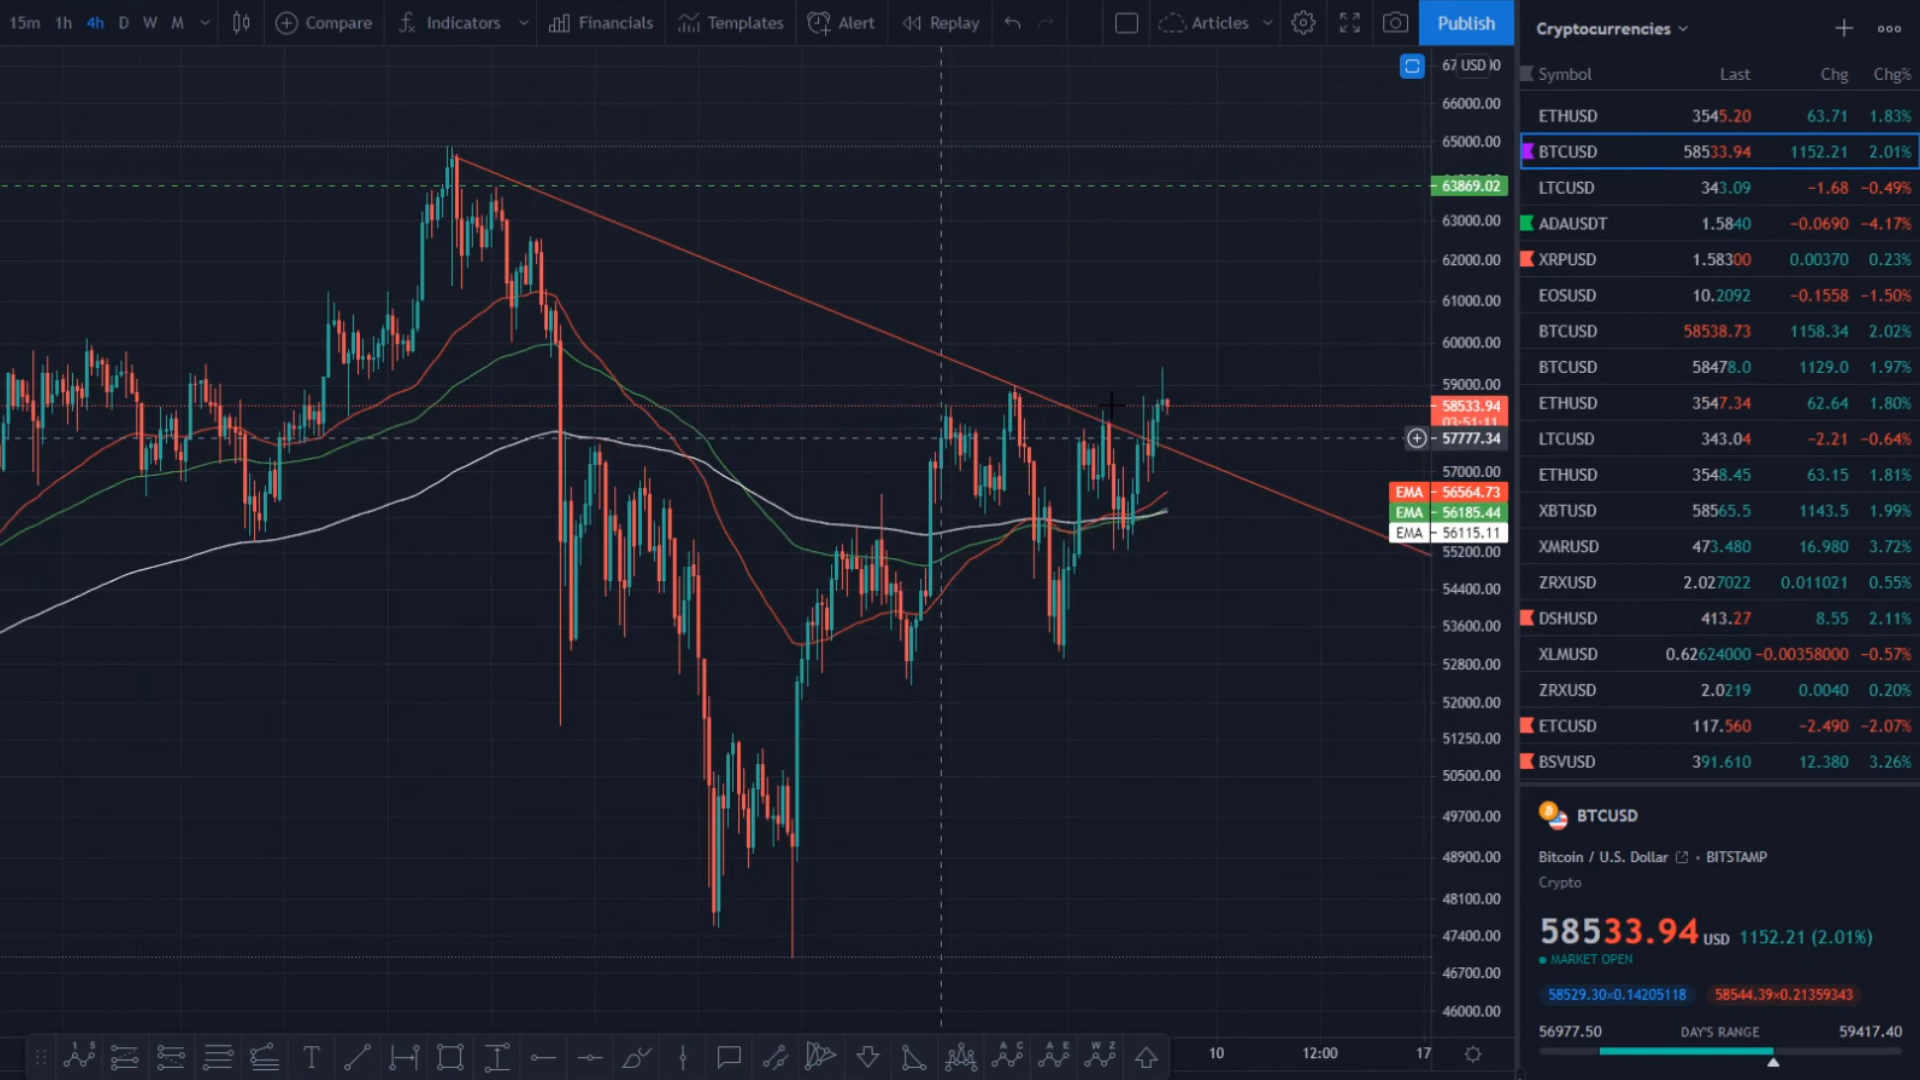 15m 1h 4h D W M Compare Indicators Financials Templates Alert Replay Articles Publish
Cryptocurrencies
Symbol Last Chg Chg%
ETHUSD 3545.20 63.71 1.83%
BTCUSD 58533.94 1152.21 2.01%
LTCUSD 343.09 −1.68 −0.49%
ADAUSDT 1.5840 −0.0690 −4.17%
XRPUSD 1.58300 0.00370 0.23%
EOSUSD 10.2092 −0.1558 −1.50%
BTCUSD 58538.73 1158.34 2.02%
BTCUSD 58478.0 1129.0 1.97%
ETHUSD 3547.34 62.64 1.80%
LTCUSD 343.04 −2.21 −0.64%
ETHUSD 3548.45 63.15 1.81%
XBTUSD 58565.5 1143.5 1.99%
XMRUSD 473.480 16.980 3.72%
ZRXUSD 2.027022 0.011021 0.55%
DSHUSD 413.27 8.55 2.11%
XLMUSD 0.62624000 −0.00358000 −0.57%
ZRXUSD 2.0219 0.0040 0.20%
ETCUSD 117.560 −2.490 −2.07%
BSVUSD 391.610 12.380 3.26%
USD
66000.00
65000.00
63869.02
63000.00
62000.00
61000.00
60000.00
59000.00
58533.94
03:51:11
57777.34
57000.00
EMA 56564.73
EMA 56185.44
EMA 56115.11
55200.00
54400.00
53600.00
52800.00
52000.00
51250.00
50500.00
49700.00
48900.00
48100.00
47400.00
46700.00
46000.00
10 12:00 17
BTCUSD
Bitcoin / U.S. Dollar • BITSTAMP
Crypto
58533.94 USD 1152.21 (2.01%)
MARKET OPEN
58529.30×0.14205118 58544.39×0.21359343
56977.50 DAY'S RANGE 59417.40
1 5
T
A C
A E
W Z